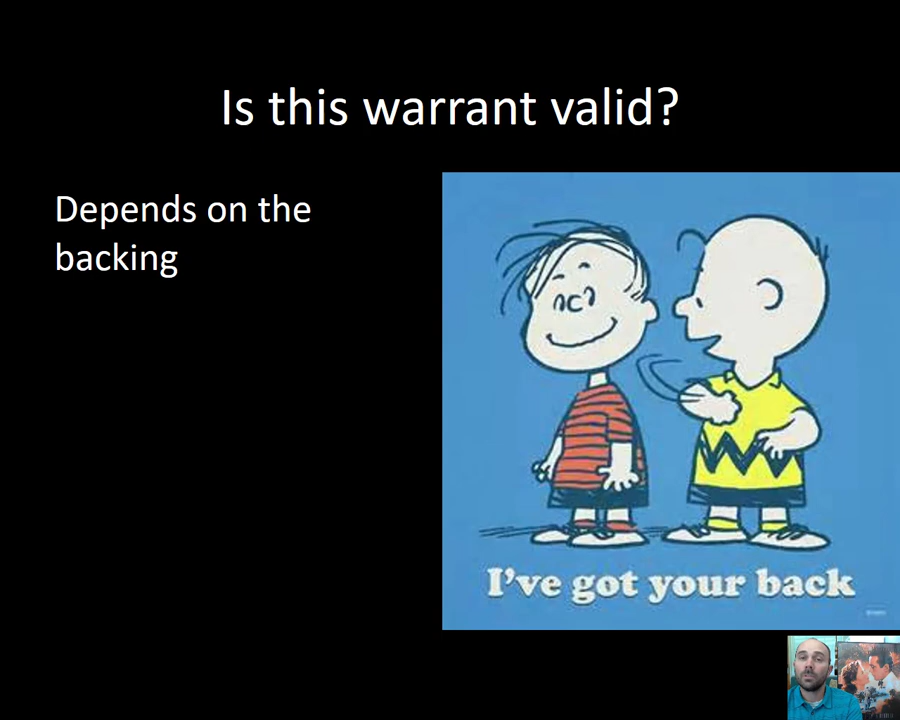 Is this warrant valid?
Depends on the
backing
I've got your back